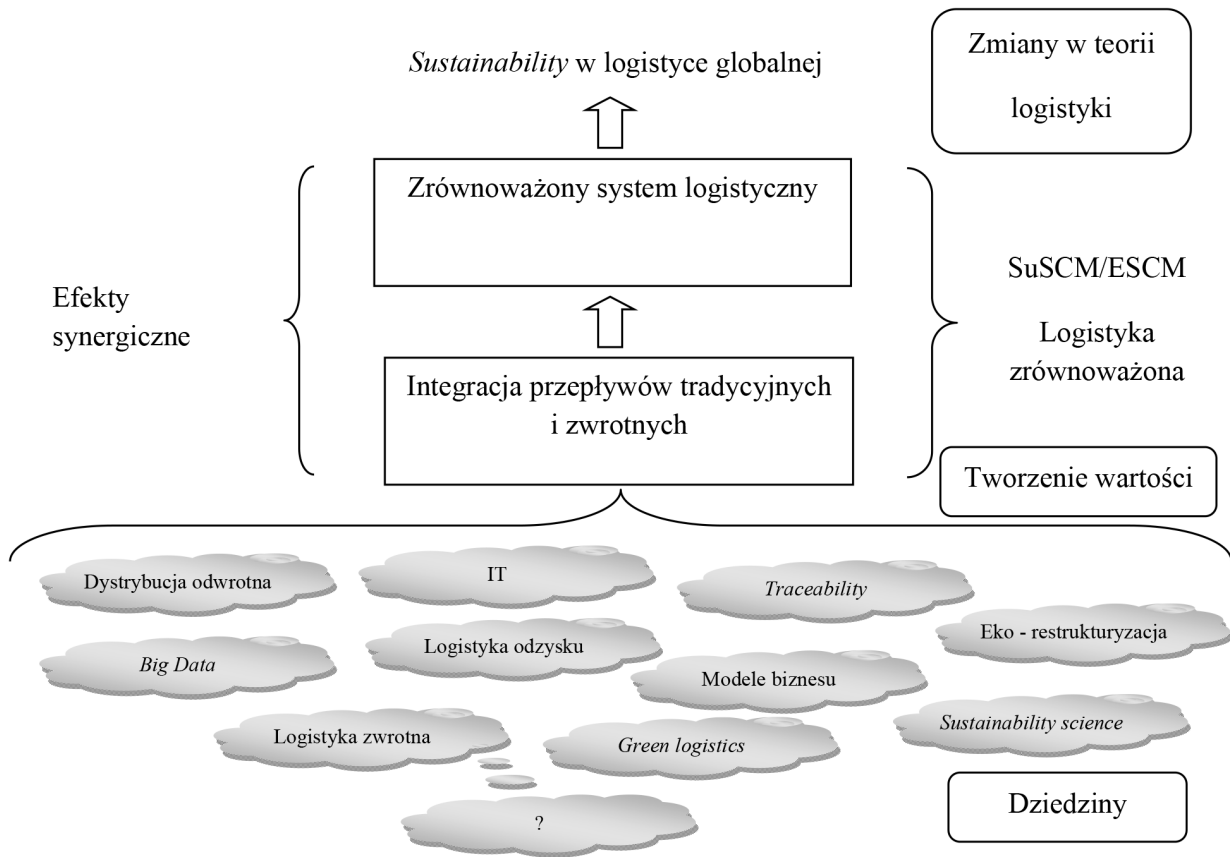 Zmiany w teorii
logistyki
Sustainability w logistyce globalnej
Zrównoważony system logistyczny
SuSCM/ESCM
Logistyka
zrównoważona
Efekty
synergiczne
Integracja przepływów tradycyjnych
i zwrotnych
Tworzenie wartości
Dystrybucja odwrotna
IT
Traceability
Eko - restrukturyzacja
Big Data
Logistyka odzysku
Modele biznesu
Sustainability science
Logistyka zwrotna
Green logistics
Dziedziny
?